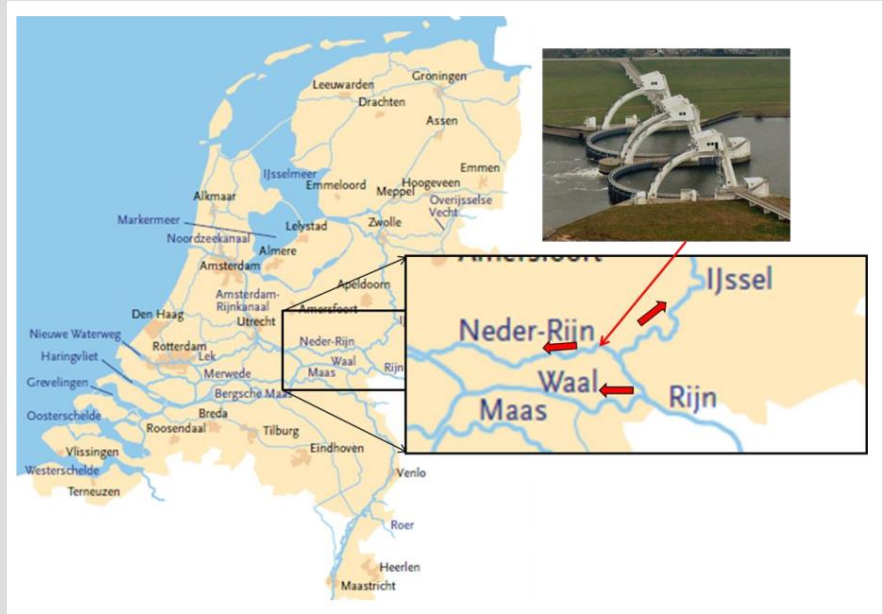 Groningen
Leeuwarden
Drachten
Assen
Emmen
IJsselmeer
Emmeloord
Hoogeveen
Meppel
Alkmaar
Overijsselse
Vecht
Markermeer
Lelystad
Zwolle
Noordzeekanaal
Almere
Amsterdam
Apeldoorn
Amsterdam-
Rijnkanaal
Amersfoort
Den Haag
Utrecht
Nieuwe Waterweg
Neder-Rijn
Rotterdam
Lek
Haringvliet
Waal
Maas
Rijn
Merwede
Grevelingen
Bergsche Maas
Oosterschelde
Breda
Roosendaal
Tilburg
Vlissingen
Eindhoven
Westerschelde
Venlo
Terneuzen
Roer
Heerlen
Maastricht
Amersfoort
IJssel
Neder-Rijn
Waal
Rijn
Maas